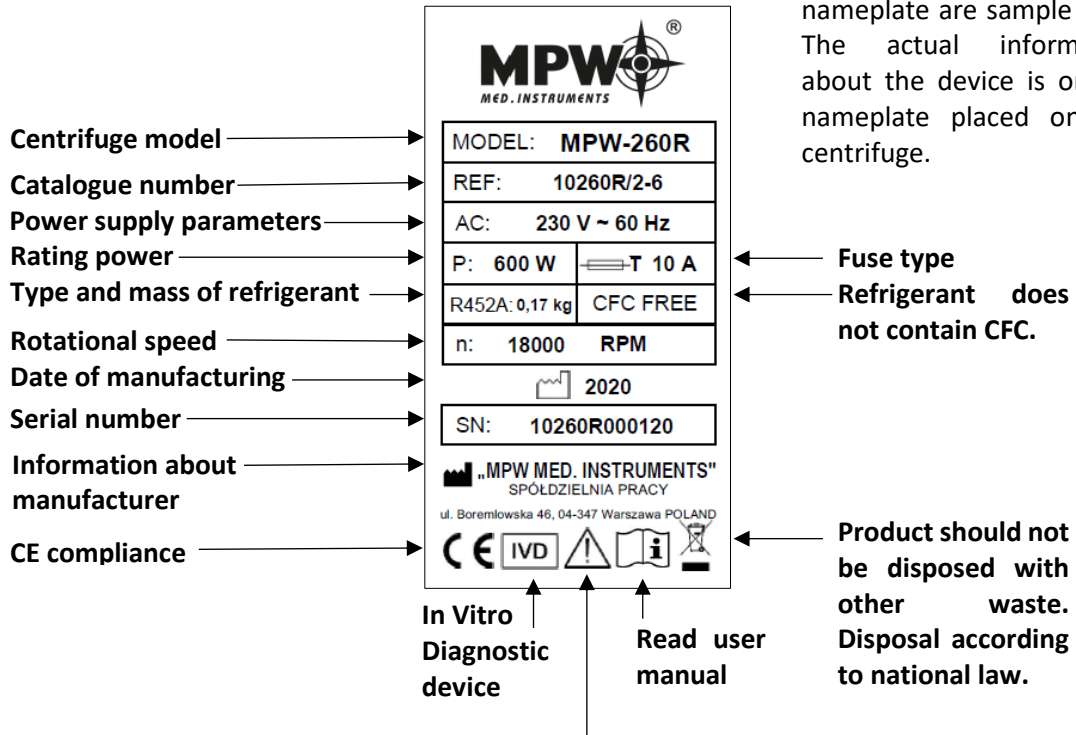 nameplate are sample
The actual inform
about the device is
nameplate placed on
centrifuge.
®
MPW
MED. INSTRUMENTS
Centrifuge model
MODEL: MPW-260R
Catalogue number
REF: 10260R/2-6
Power supply parameters
AC: 230 V ~ 60 Hz
Rating power
P: 600 W
T 10 A
Fuse type
Type and mass of refrigerant
R452A: 0,17 kg
CFC FREE
Refrigerant does
not contain CFC.
Rotational speed
n: 18000 RPM
Date of manufacturing
2020
Serial number
SN: 10260R000120
Information about
manufacturer
„MPW MED. INSTRUMENTS"
SPÓŁDZIELNIA PRACY
ul. Boremlowska 46, 04-347 Warszawa POLAND
CE compliance
CE IVD i
Product should not
be disposed with
other waste.
Disposal according
to national law.
In Vitro
Diagnostic
device
Read user
manual